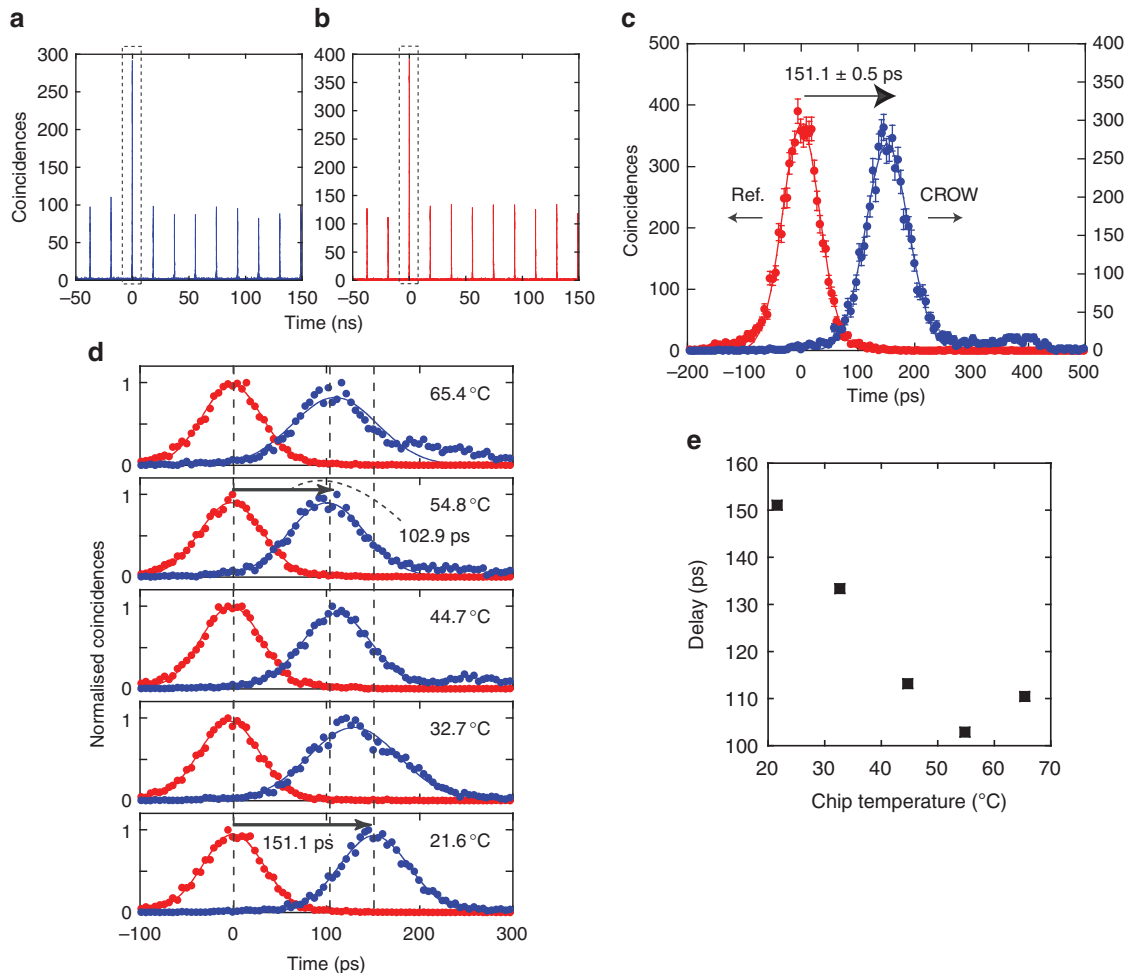 a
b
300
250
200
150
100
50
0
Coincidences
−50 0 50 100 150
400
350
300
250
200
150
100
50
0
−50 0 50 100 150
Time (ns)
c
500
400
300
200
100
0
Coincidences
400
350
300
250
200
150
100
50
0
151.1 ± 0.5 ps
Ref.
CROW
−200 −100 0 100 200 300 400 500
Time (ps)
d
Normalised coincidences
1
0
65.4 °C
1
0
54.8 °C
102.9 ps
1
0
44.7 °C
1
0
32.7 °C
1
0
151.1 ps
21.6 °C
−100 0 100 200 300
Time (ps)
e
160
150
140
130
120
110
100
Delay (ps)
20 30 40 50 60 70
Chip temperature (°C)